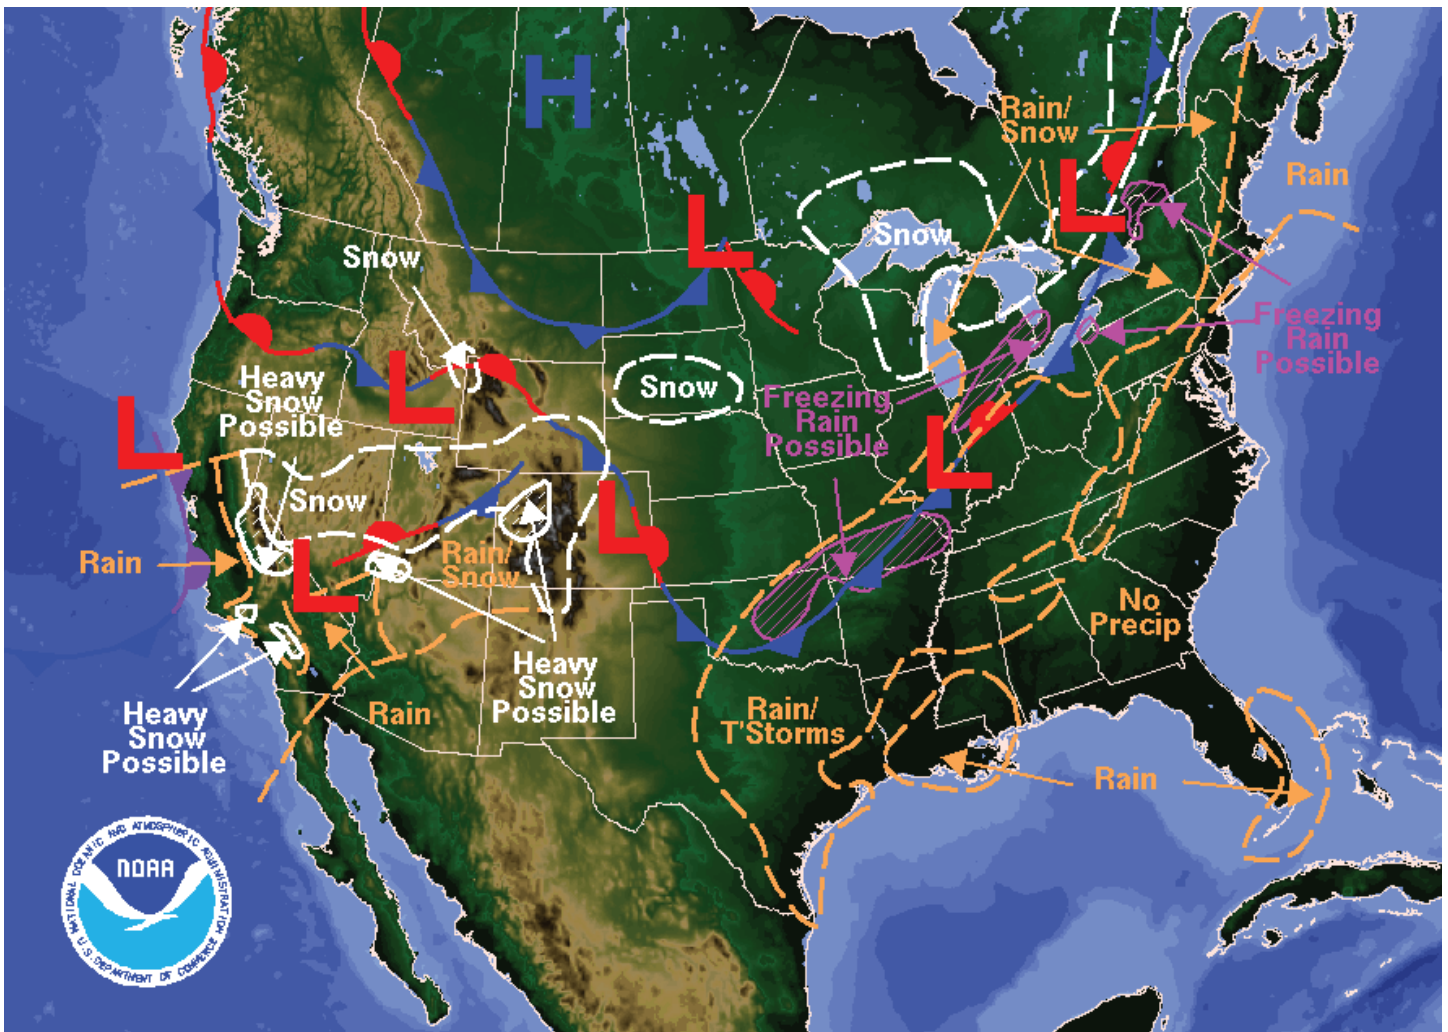 H
Rain/
Snow
L
Rain
L
Snow
Snow
Freezing
Rain
Possible
L
L
Heavy
Snow
Possible
Snow
Freezing
Rain
Possible
L
Snow
L
Rain
Rain/
Snow
L
No
Precip
Heavy
Snow
Possible
Heavy
Snow
Possible
Rain
Rain/
T'Storms
Rain
NATIONAL OCEANIC AND ATMOSPHERIC ADMINISTRATION
NOAA
U.S. DEPARTMENT OF COMMERCE
L